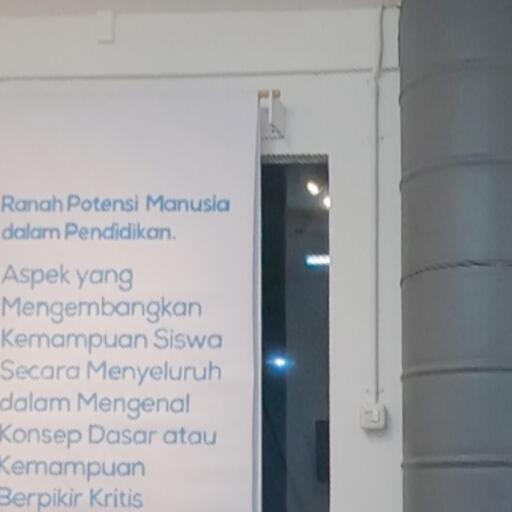 Ranah Potensi Manusia
dalam Pendidikan.
Aspek yang
Mengembangkan
Kemampuan Siswa
Secara Menyeluruh
dalam Mengenal
Konsep Dasar atau
Kemampuan
Berpikir Kritis